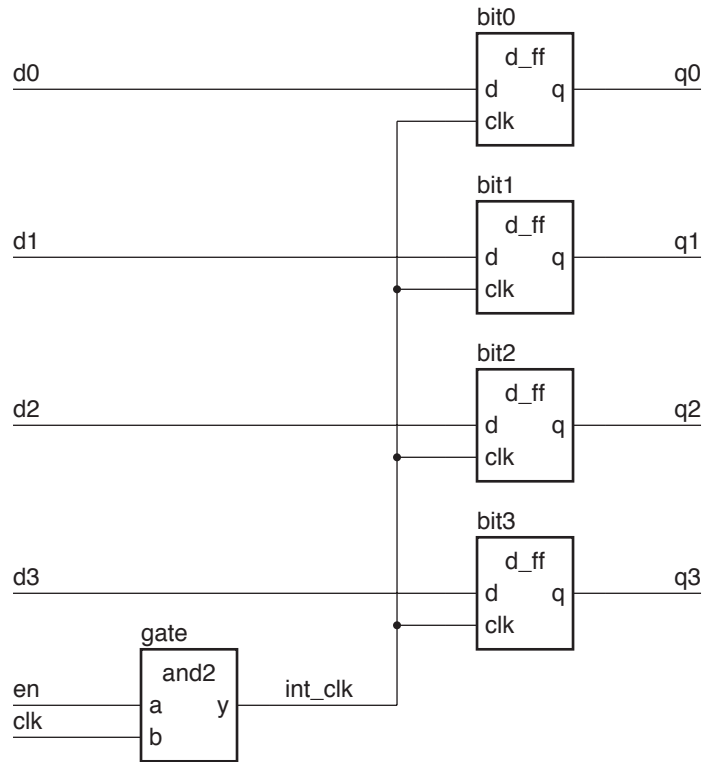 bit0
d_ff
d0
d
q
q0
clk
bit1
d_ff
d1
d
q
q1
clk
bit2
d_ff
d2
d
q
q2
clk
bit3
d_ff
d3
d
q
q3
clk
gate
and2
en
a
y
int_clk
clk
b